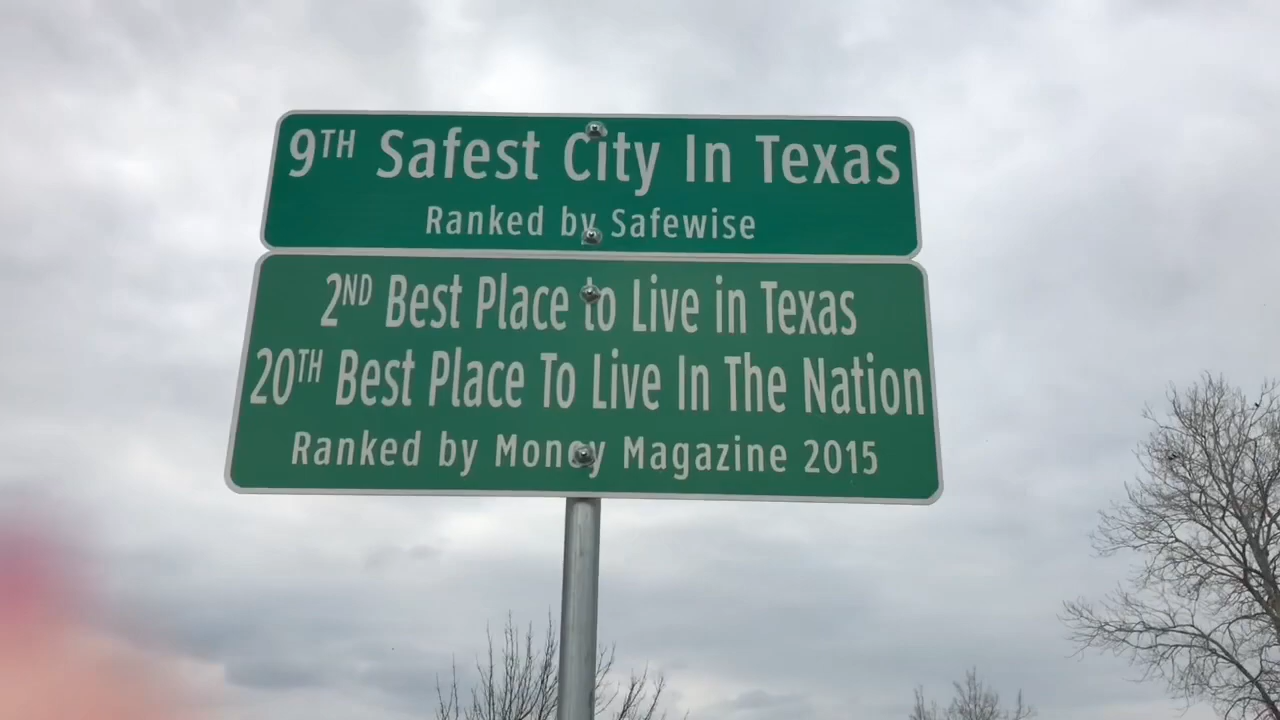 9TH Safest City In Texas
Ranked by Safewise
2ND Best Place to Live in Texas
20TH Best Place To Live In The Nation
Ranked by Money Magazine 2015